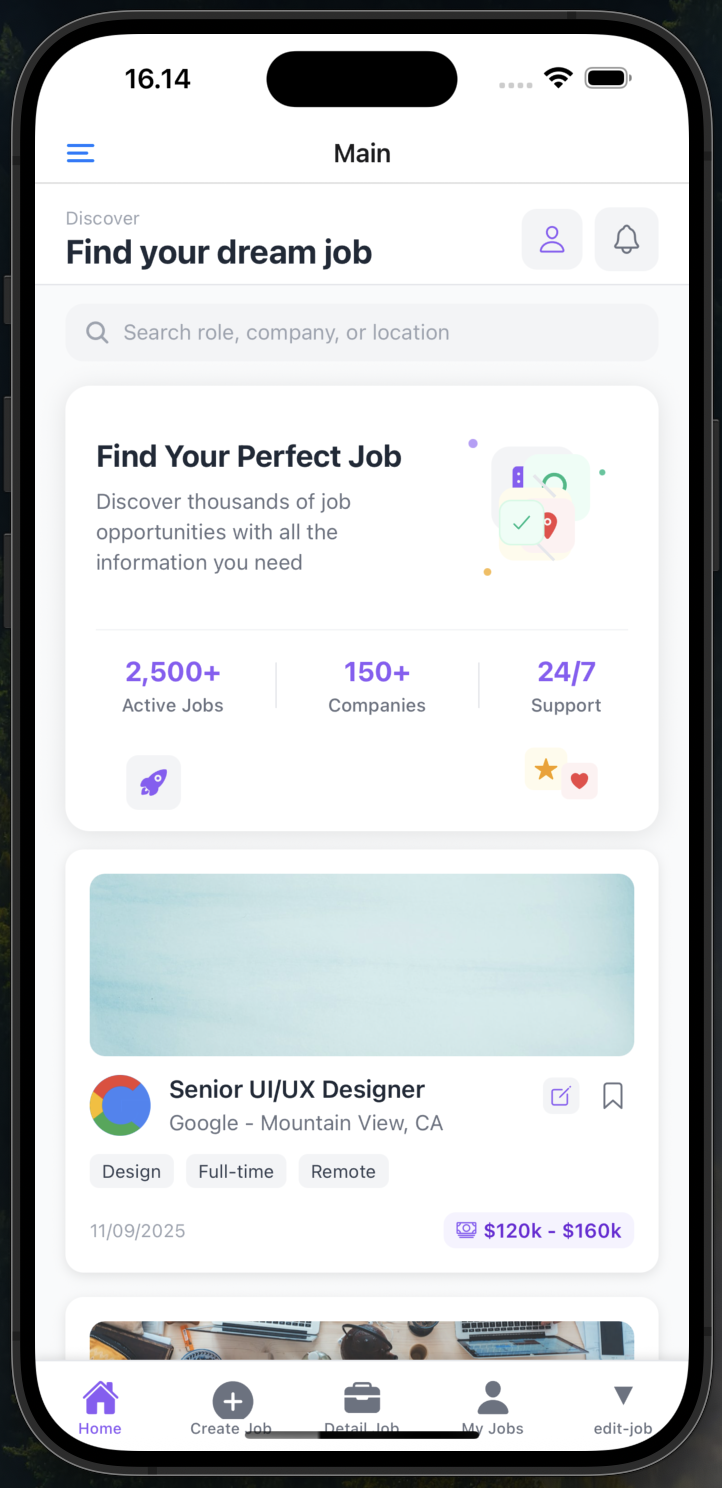 16.14
Main
Discover
Find your dream job
Search role, company, or location
Find Your Perfect Job
Discover thousands of job
opportunities with all the
information you need
2,500+ 150+ 24/7
Active Jobs Companies Support
Senior UI/UX Designer
Google - Mountain View, CA
Design Full-time Remote
11/09/2025 $120k - $160k
Home Create Job Detail Job My Jobs edit-job